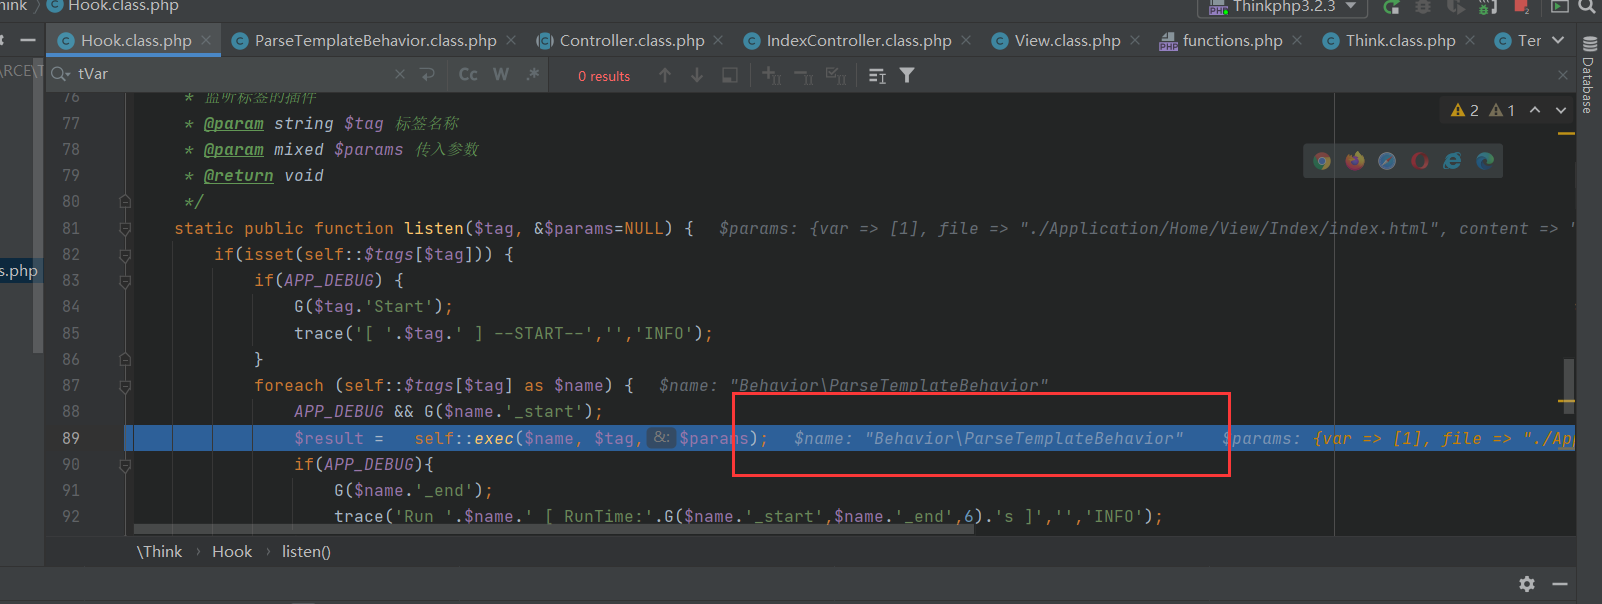 hink 〉 Hook.class.php
Thinkphp3.2.3
Hook.class.php × ParseTemplateBehavior.class.php × Controller.class.php × IndexController.class.php × View.class.php × functions.php × Think.class.php × Ter
\RCE\T
tVar × Cc W .* 0 results
Database
s.php
2 1
76 * 监听标签的插件
77 * @param string $tag 标签名称
78 * @param mixed $params 传入参数
79 * @return void
80 */
81 static public function listen($tag, &$params=NULL) { $params: {var => [1], file => "./Application/Home/View/Index/index.html", content => "
82 if(isset(self::$tags[$tag])) {
83 if(APP_DEBUG) {
84 G($tag.'Start');
85 trace('[ '.$tag.' ] --START--','','INFO');
86 }
87 foreach (self::$tags[$tag] as $name) { $name: "Behavior\ParseTemplateBehavior"
88 APP_DEBUG && G($name.'_start');
89 $result = self::exec($name, $tag, &: $params); $name: "Behavior\ParseTemplateBehavior" $params: {var => [1], file => "./App
90 if(APP_DEBUG){
91 G($name.'_end');
92 trace('Run '.$name.' [ RunTime:'.G($name.'_start',$name.'_end',6).'s ]','','INFO');
\Think › Hook › listen()